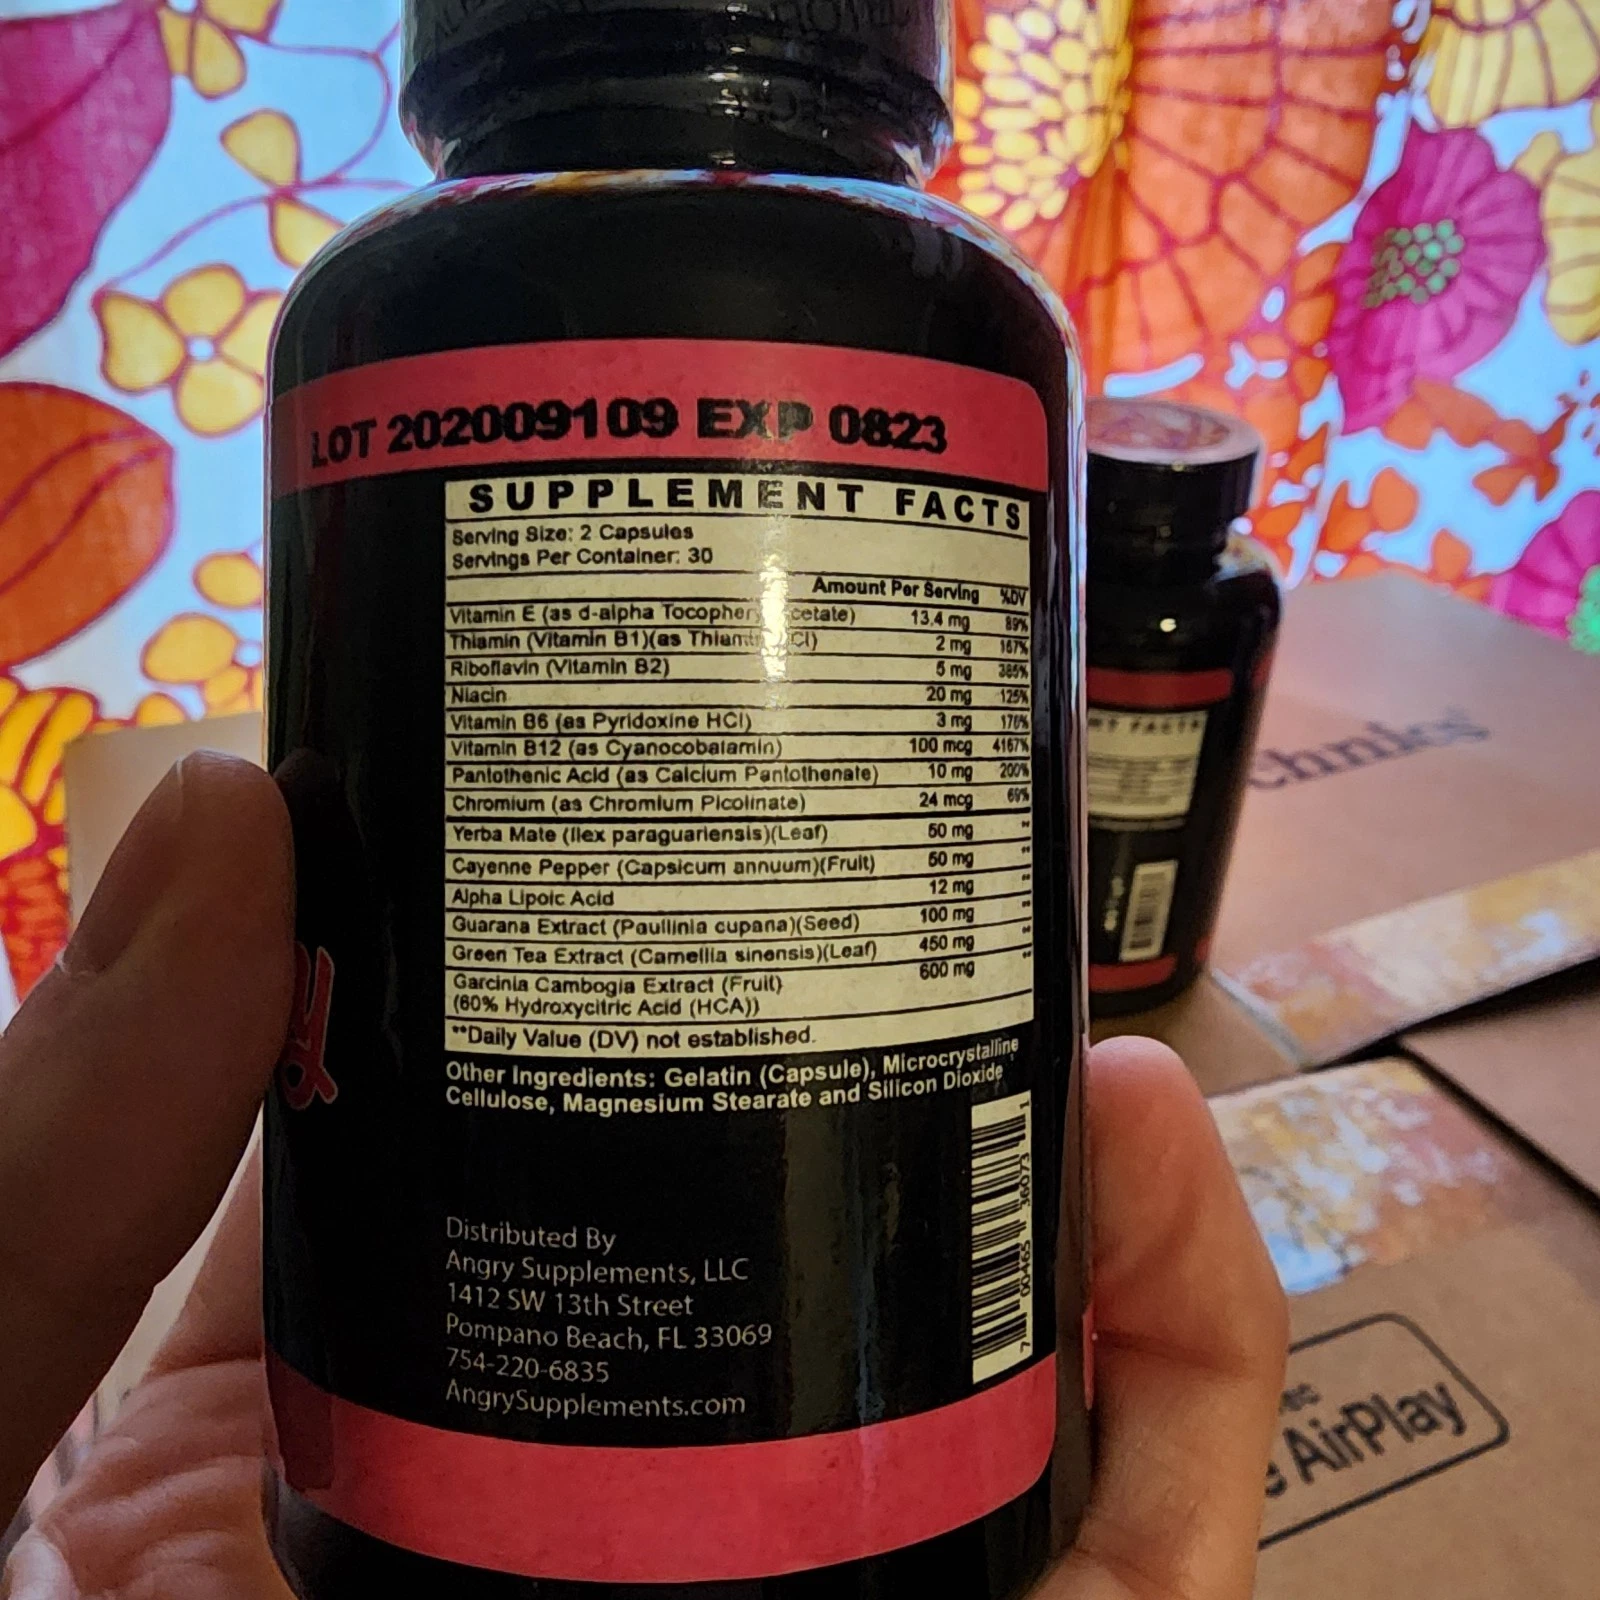 LOT 202009109 EXP 0823
SUPPLEMENT FACTS
Serving Size: 2 Capsules
Servings Per Container: 30
Amount Per Serving %DV
Vitamin E (as d-alpha cetate) 13.4 mg 89%
Thiamin (Vitamin B1)(as 2 mg 167%
Riboflavin (Vitamin B2) 5 mg 385%
Niacin 20 mg 125%
Vitamin B6 (as Pyridoxine HCl) 3 mg 176%
Vitamin B12 (as Cyanocobalamin) 100 mcg 4167%
Pantothenic Acid (as Calcium Pantothenate) 10 mg 200%
Chromium (as Chromium Picolinate) 24 mcg 69%
Yerba Mate (Ilex paraguariensis)(Leaf) 50 mg **
Cayenne Pepper (Capsicum annuum)(Fruit) 50 mg **
Alpha Lipoic Acid 12 mg **
Guarana Extract (Paullinia cupana)(Seed) 100 mg **
Green Tea Extract (Camellia sinensis)(Leaf) 450 mg **
Garcinia Cambogia Extract (Fruit) 600 mg **
(60% Hydroxycitric Acid (HCA))
**Daily Value (DV) not established.
Other Ingredients: Gelatin (Capsule), Microcrystalline
Cellulose, Magnesium Stearate and Silicon Dioxide
7 00465 36073 1
Distributed By
Angry Supplements, LLC
1412 SW 13th Street
Pompano Beach, FL 33069
754-220-6835
AngrySupplements.com
y
FACTS
chnics
AirPlay